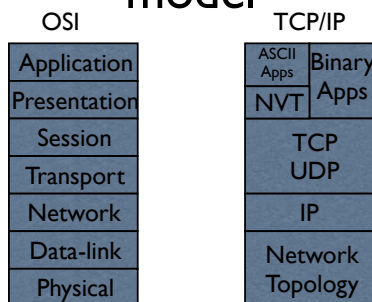 model
OSI
Application
Presentation
Session
Transport
Network
Data-link
Physical
TCP/IP
ASCII
Apps
NVT
Binary
Apps
TCP
UDP
IP
Network
Topology